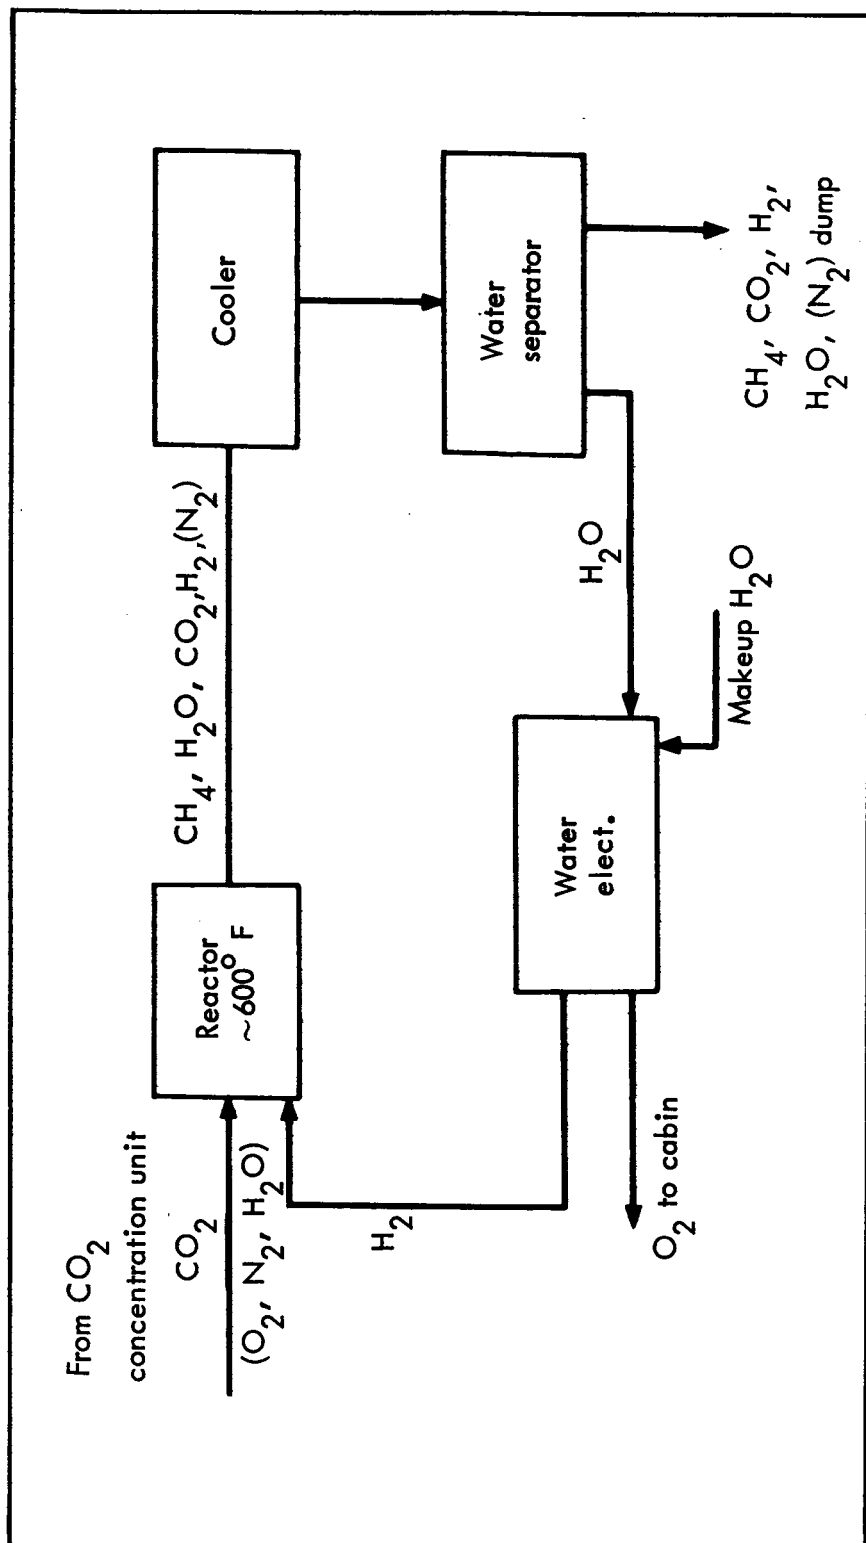 From CO₂
concentration unit
CO₂
(O₂, N₂, H₂O)
Reactor
~600° F
CH₄, H₂O, CO₂, H₂, (N₂)
Cooler
H₂
Water
elect.
H₂O
Water
separator
O₂ to cabin
Makeup H₂O
CH₄, CO₂, H₂,
H₂O, (N₂) dump